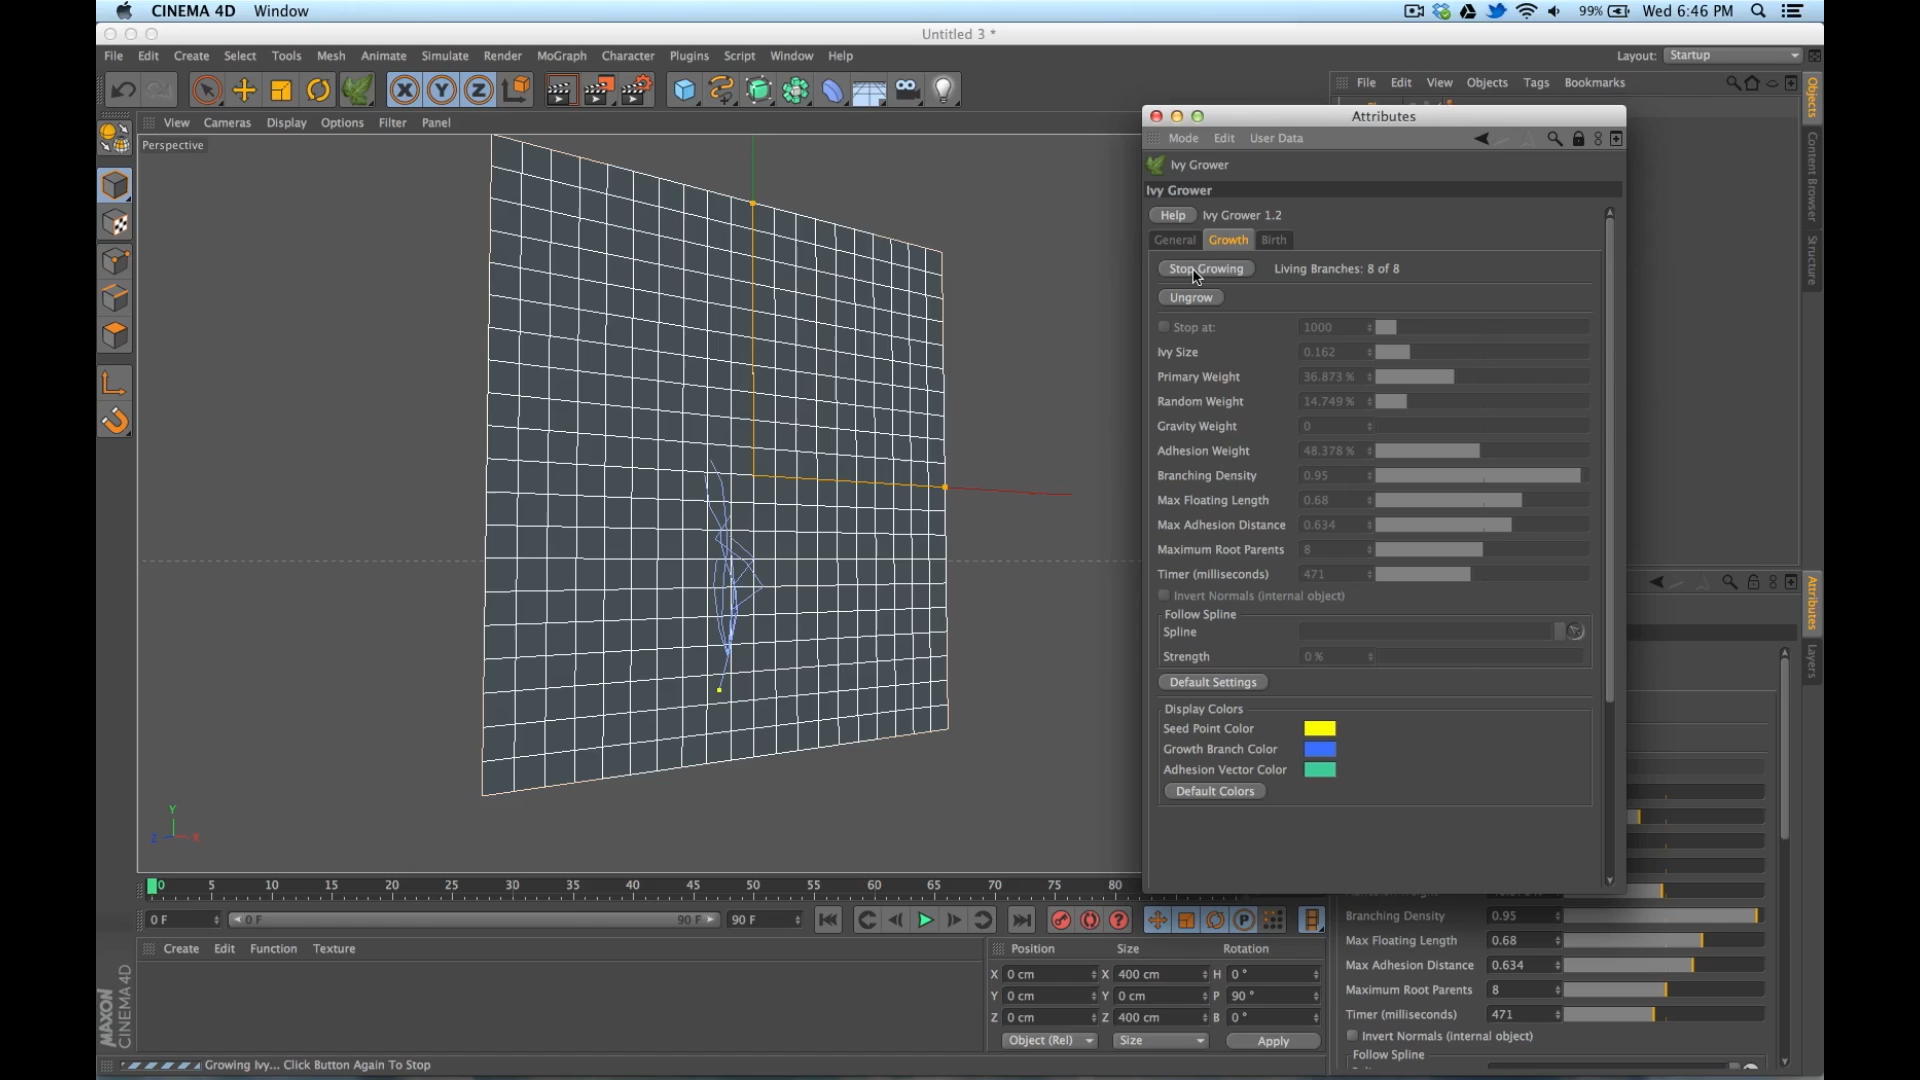 CINEMA 4D Window
99% Wed 6:46 PM
Untitled 3 *
File Edit Create Select Tools Mesh Animate Simulate Render MoGraph Character Plugins Script Window Help
Layout: Startup
File Edit View Objects Tags Bookmarks
View Cameras Display Options Filter Panel
Perspective
Objects
Content Browser
Structure
Attributes
Layers
Attributes
Mode Edit User Data
Ivy Grower
Ivy Grower
Help Ivy Grower 1.2
General Growth Birth
Stop Growing Living Branches: 8 of 8
Ungrow
Stop at: 1000
Ivy Size 0.162
Primary Weight 36.873 %
Random Weight 14.749 %
Gravity Weight 0
Adhesion Weight 48.378 %
Branching Density 0.95
Max Floating Length 0.68
Max Adhesion Distance 0.634
Maximum Root Parents 8
Timer (milliseconds) 471
Invert Normals (internal object)
Follow Spline
Spline
Strength 0 %
Default Settings
Display Colors
Seed Point Color
Growth Branch Color
Adhesion Vector Color
Default Colors
Y
Z X
0 5 10 15 20 25 30 35 40 45 50 55 60 65 70 75 80
0 F 0 F 90 F 90 F
Create Edit Function Texture
Position Size Rotation
X 0 cm X 400 cm H 0 °
Y 0 cm Y 0 cm P 90 °
Z 0 cm Z 400 cm B 0 °
Object (Rel) Size Apply
Branching Density 0.95
Max Floating Length 0.68
Max Adhesion Distance 0.634
Maximum Root Parents 8
Timer (milliseconds) 471
Invert Normals (internal object)
Follow Spline
MAXON
CINEMA 4D
Growing Ivy... Click Button Again To Stop